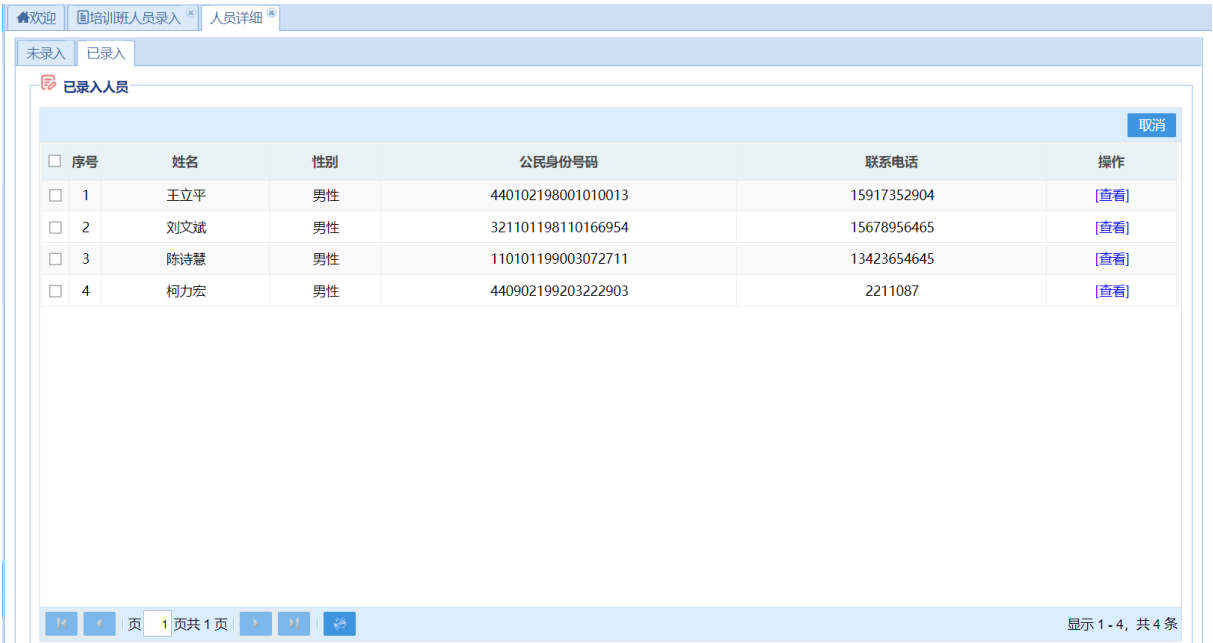 欢迎 培训班人员录入 人员详细
未录入 已录入
已录入人员
取消
序号 姓名 性别 公民身份号码 联系电话 操作
1 王立平 男性 440102198001010013 15917352904 [查看]
2 刘文斌 男性 321101198110166954 15678956465 [查看]
3 陈诗慧 男性 110101199003072711 13423654645 [查看]
4 柯力宏 男性 440902199203222903 2211087 [查看]
页 1 页共 1 页 显示 1 - 4, 共 4 条